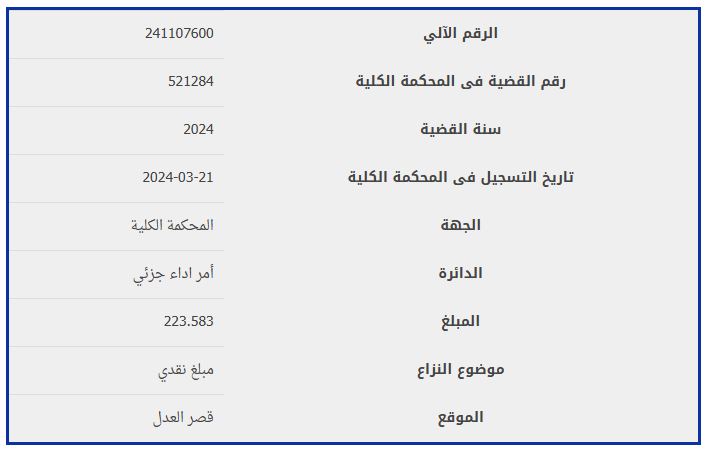 الرقم الآلي 241107600
رقم القضية فى المحكمة الكلية 521284
سنة القضية 2024
تاريخ التسجيل فى المحكمة الكلية 2024-03-21
الجهة المحكمة الكلية
الدائرة أمر اداء جزئي
المبلغ 223.583
موضوع النزاع مبلغ نقدي
الموقع قصر العدل